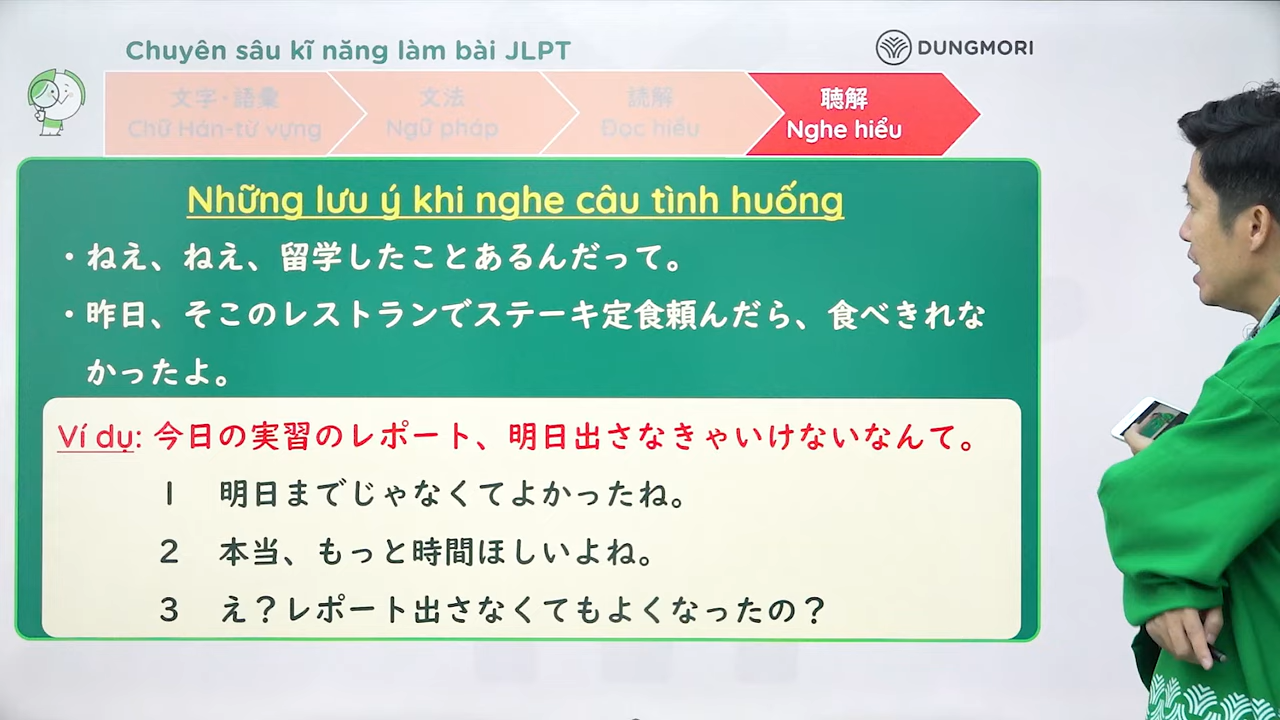 Chuyên sâu kĩ năng làm bài JLPT
DUNGMORI
文字・語彙
Chữ Hán-từ vựng
文法
Ngữ pháp
読解
Đọc hiểu
聴解
Nghe hiểu
Những lưu ý khi nghe câu tình huống
・ねえ、ねえ、留学したことあるんだって。
・昨日、そこのレストランでステーキ定食頼んだら、食べきれな
かったよ。
Ví dụ: 今日の実習のレポート、明日出さなきゃいけないなんて。
1 明日までじゃなくてよかったね。
2 本当、もっと時間ほしいよね。
3 え？レポート出さなくてもよくなったの？